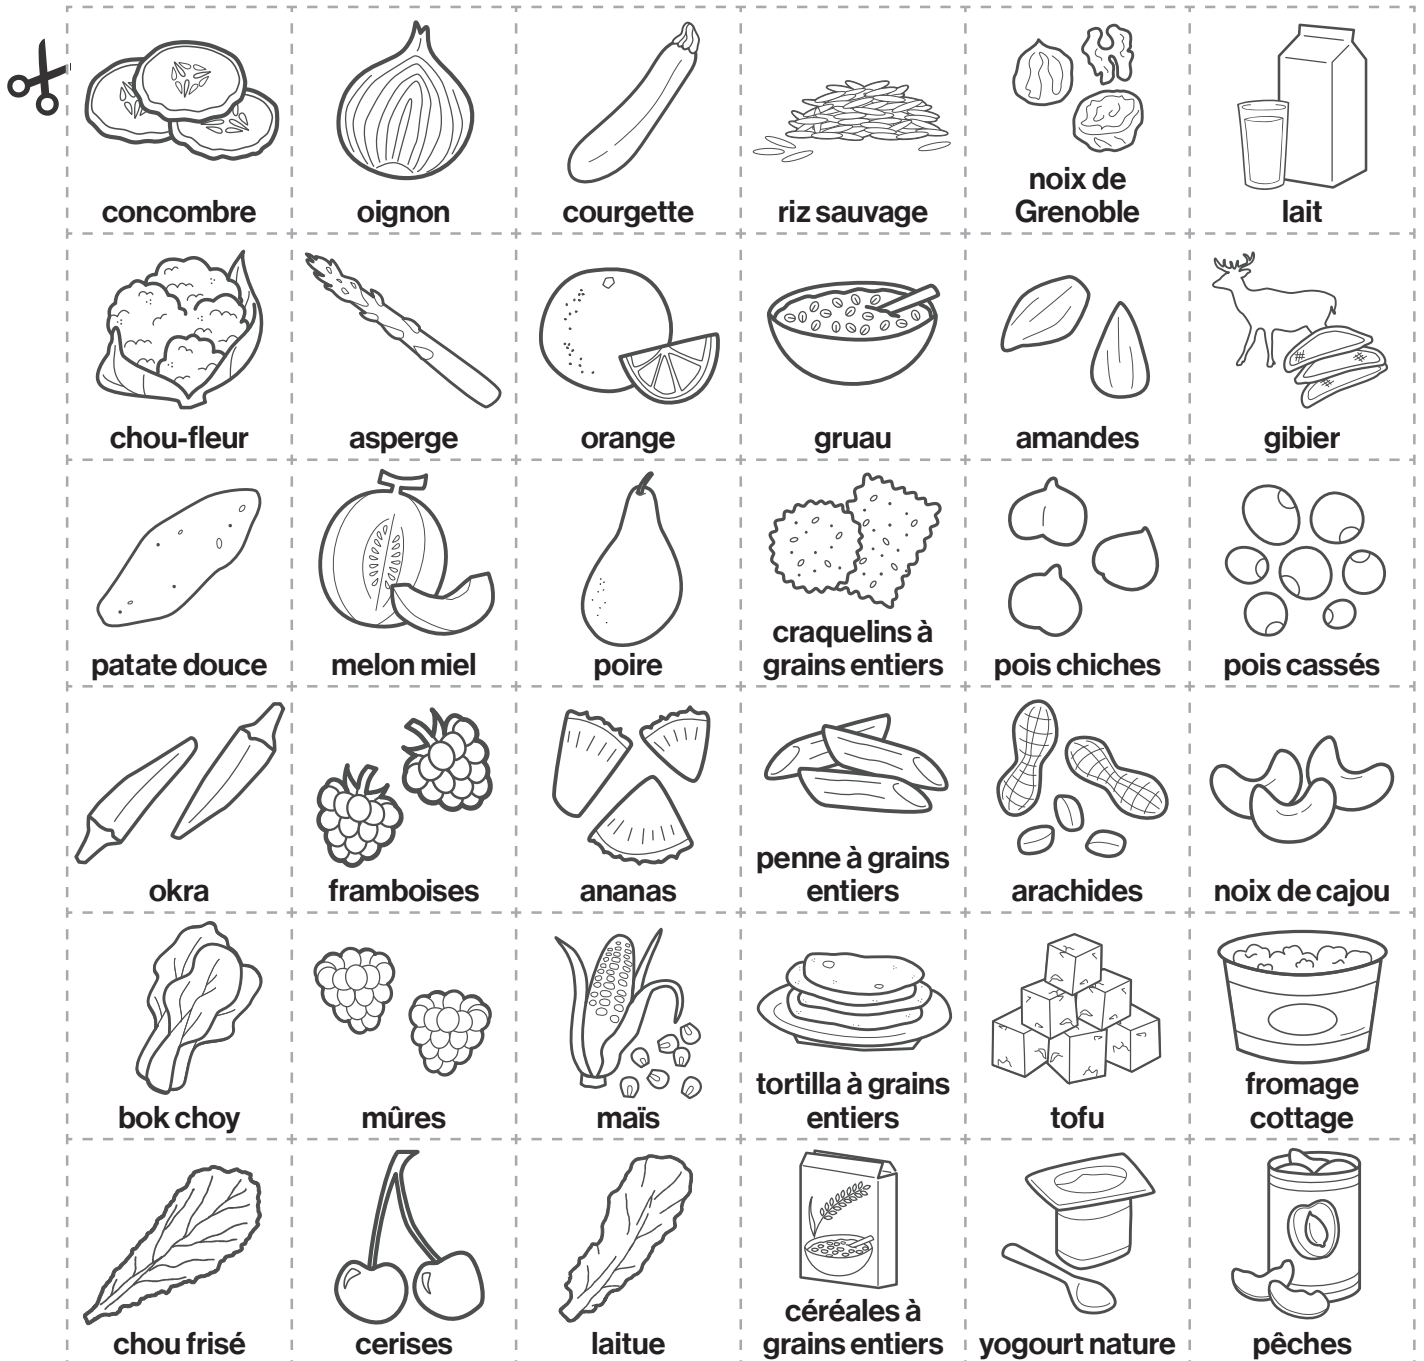 concombre
oignon
courgette
riz sauvage
noix de
Grenoble
lait
chou-fleur
asperge
orange
gruau
amandes
gibier
patate douce
melon miel
poire
craquelins à
grains entiers
pois chiches
pois cassés
okra
framboises
ananas
penne à grains
entiers
arachides
noix de cajou
bok choy
mûres
maïs
tortilla à grains
entiers
tofu
fromage
cottage
chou frisé
cerises
laitue
céréales à
grains entiers
yogourt nature
pêches